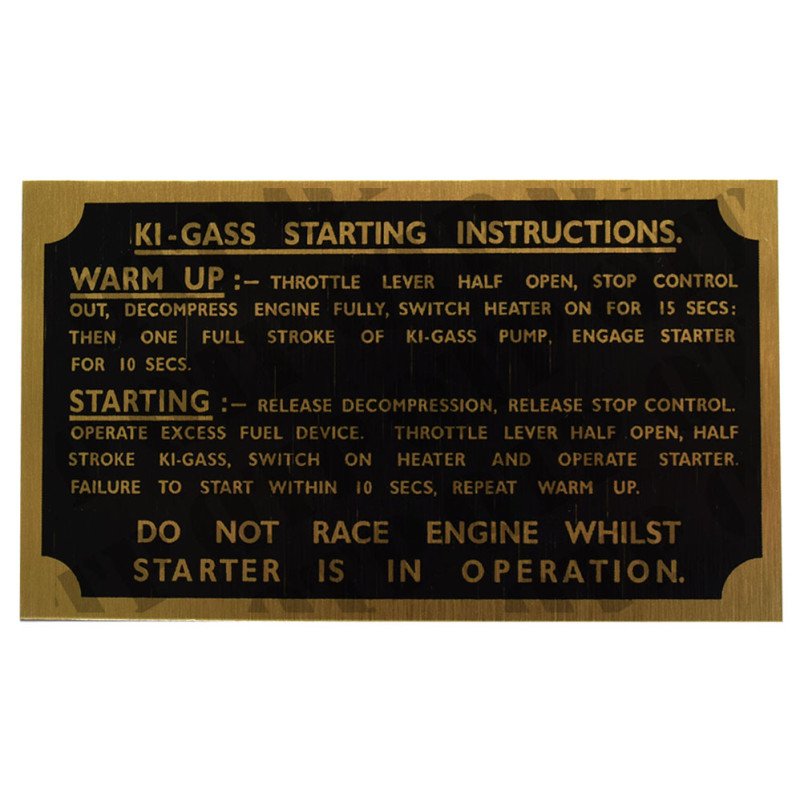 KI-GASS STARTING INSTRUCTIONS.
WARM UP :- THROTTLE LEVER HALF OPEN, STOP CONTROL
OUT, DECOMPRESS ENGINE FULLY, SWITCH HEATER ON FOR 15 SECS:
THEN ONE FULL STROKE OF KI-GASS PUMP, ENGAGE STARTER
FOR 10 SECS.
STARTING :- RELEASE DECOMPRESSION, RELEASE STOP CONTROL.
OPERATE EXCESS FUEL DEVICE. THROTTLE LEVER HALF OPEN, HALF
STROKE KI-GASS, SWITCH ON HEATER AND OPERATE STARTER.
FAILURE TO START WITHIN 10 SECS, REPEAT WARM UP.
DO NOT RACE ENGINE WHILST
STARTER IS IN OPERATION.